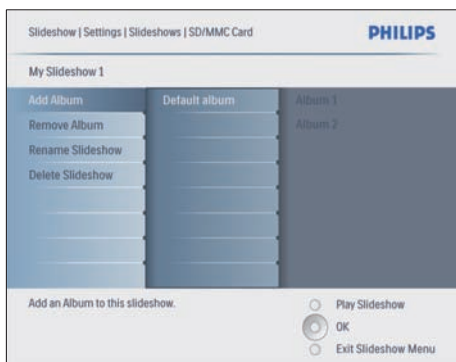 Slideshow | Settings | Slideshows | SD/MMC Card
PHILIPS
My Slideshow 1
Add Album
Default album
Album 1
Remove Album
Album 2
Rename Slideshow
Delete Slideshow
Add an Album to this slideshow.
Play Slideshow
OK
Exit Slideshow Menu